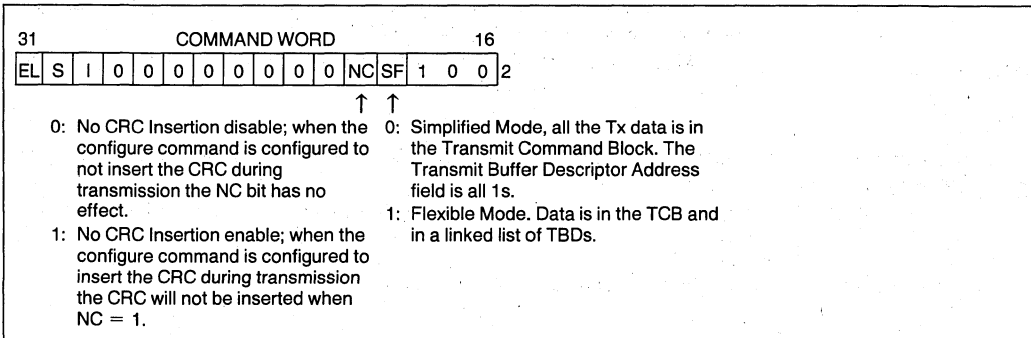 31 COMMAND WORD 16
EL S I 0 0 0 0 0 0 0 0 NC SF 1 0 0 2
↑ ↑
0: No CRC Insertion disable; when the
configure command is configured to
not insert the CRC during
transmission the NC bit has no
effect.
1: No CRC Insertion enable; when the
configure command is configured to
insert the CRC during transmission
the CRC will not be inserted when
NC = 1.
0: Simplified Mode, all the Tx data is in
the Transmit Command Block. The
Transmit Buffer Descriptor Address
field is all 1s.
1: Flexible Mode. Data is in the TCB and
in a linked list of TBDs.